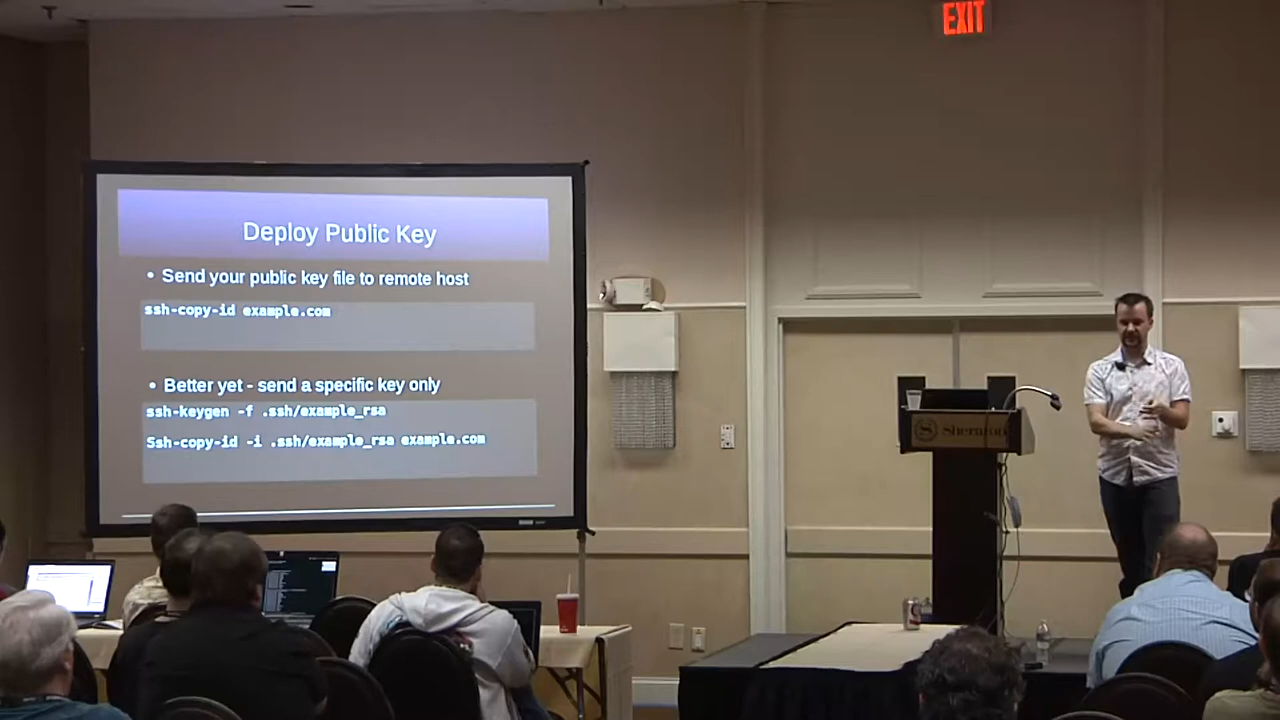 EXIT
Deploy Public Key
• Send your public key file to remote host
ssh-copy-id example.com
• Better yet - send a specific key only
ssh-keygen -f .ssh/example_rsa
Ssh-copy-id -i .ssh/example_rsa example.com
Sheraton